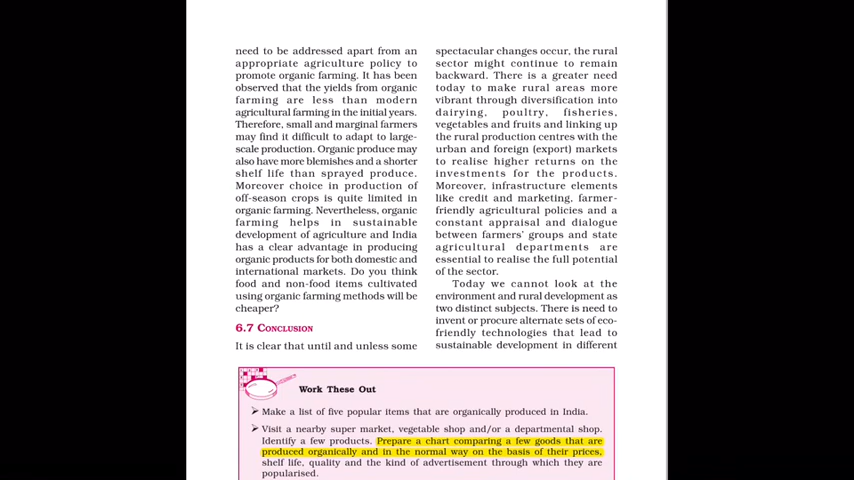 need to be addressed apart from an
appropriate agriculture policy to
promote organic farming. It has been
observed that the yields from organic
farming are less than modern
agricultural farming in the initial years.
Therefore, small and marginal farmers
may find it difficult to adapt to large-
scale production. Organic produce may
also have more blemishes and a shorter
shelf life than sprayed produce.
Moreover choice in production of
off-season crops is quite limited in
organic farming. Nevertheless, organic
farming helps in sustainable
development of agriculture and India
has a clear advantage in producing
organic products for both domestic and
international markets. Do you think
food and non-food items cultivated
using organic farming methods will be
cheaper?
6.7 CONCLUSION
It is clear that until and unless some
spectacular changes occur, the rural
sector might continue to remain
backward. There is a greater need
today to make rural areas more
vibrant through diversification into
dairying, poultry, fisheries,
vegetables and fruits and linking up
the rural production centres with the
urban and foreign (export) markets
to realise higher returns on the
investments for the products.
Moreover, infrastructure elements
like credit and marketing, farmer-
friendly agricultural policies and a
constant appraisal and dialogue
between farmers' groups and state
agricultural departments are
essential to realise the full potential
of the sector.
Today we cannot look at the
environment and rural development as
two distinct subjects. There is need to
invent or procure alternate sets of eco-
friendly technologies that lead to
sustainable development in different
Work These Out
➢ Make a list of five popular items that are organically produced in India.
➢ Visit a nearby super market, vegetable shop and/or a departmental shop.
Identify a few products. Prepare a chart comparing a few goods that are
produced organically and in the normal way on the basis of their prices,
shelf life, quality and the kind of advertisement through which they are
popularised.